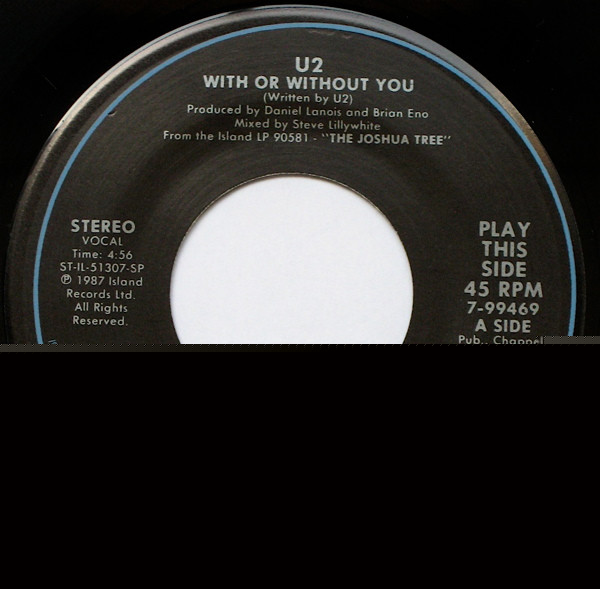 U2
WITH OR WITHOUT YOU
(Written by U2)
Produced by Daniel Lanois and Brian Eno
Mixed by Steve Lillywhite
From the Island LP 90581 - "THE JOSHUA TREE"
STEREO
VOCAL
Time: 4:56
ST-IL-51307-SP
℗ 1987 Island
Records Ltd.
All Rights
Reserved.
PLAY
THIS
SIDE
45 RPM
7-99469
A SIDE
Pub., Chappel